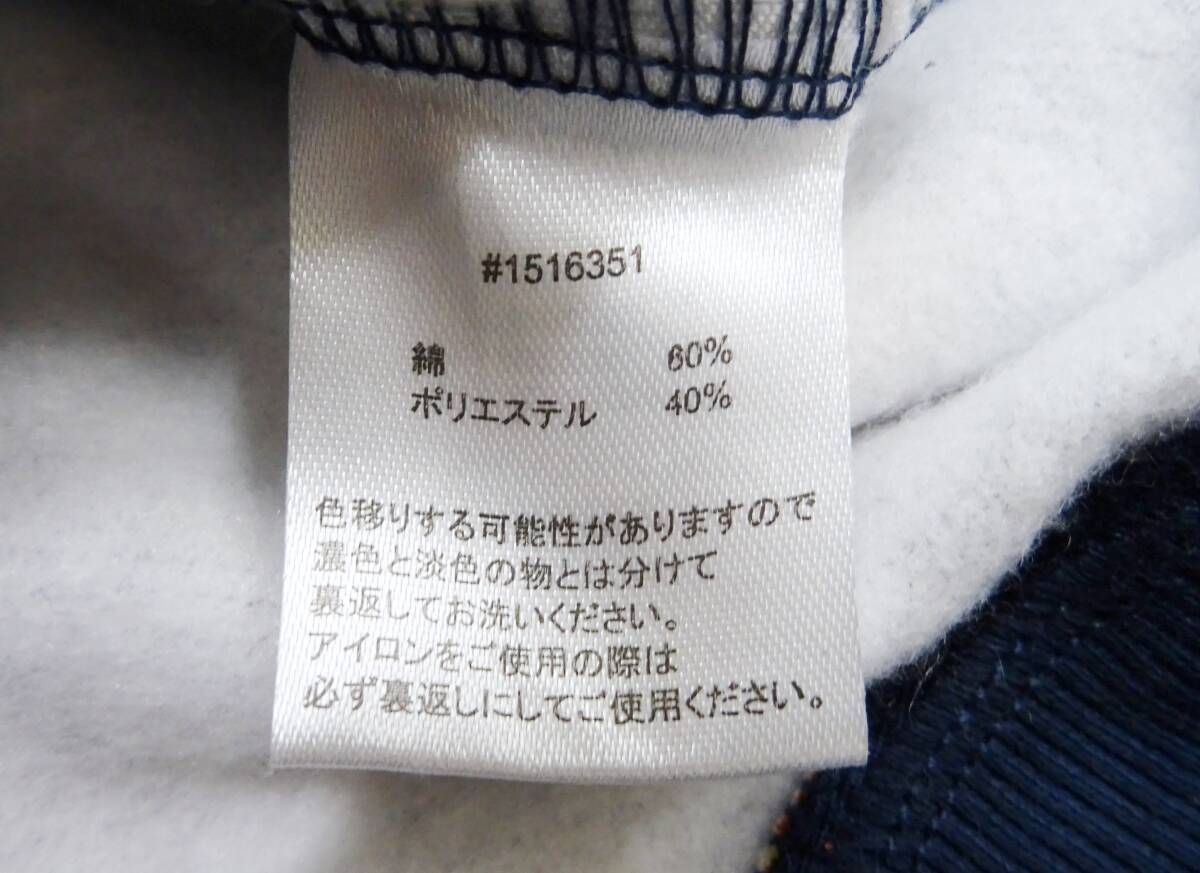 #1516351
綿 60%
ポリエステル 40%
色移りする可能性がありますので
濃色と淡色の物とは分けて
裏返してお洗いください。
アイロンをご使用の際は
必ず裏返しにしてご使用ください。